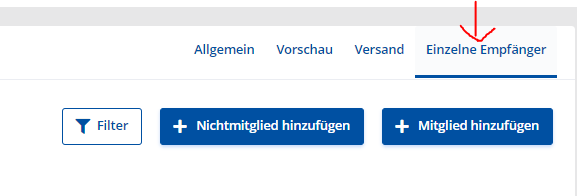 Allgemein Vorschau Versand Einzelne Empfänger
Filter + Nichtmitglied hinzufügen + Mitglied hinzufügen